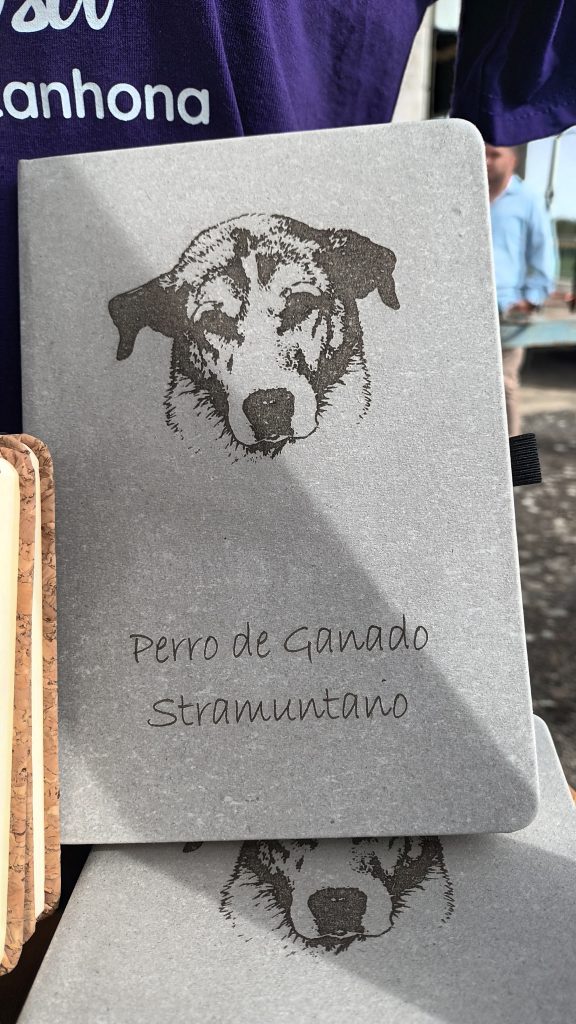 anhona
Perro de Ganado
Stramuntano